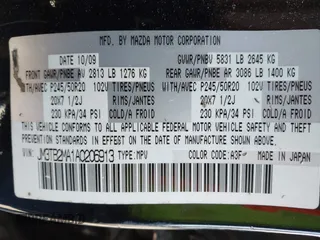 MFD. BY MAZDA MOTOR CORPORATION
DATE 10/09 GVWR/PNBV 5831 LB 2645 KG
FRONT GAWR/PNBE AV 2813 LB 1276 KG REAR GAWR/PNBE AR 3086 LB 1400 KG
WITH/AVEC P245/50R20 102V TIRES/PNEUS WITH/AVEC P245/50R20 102V TIRES/PNEUS
20X7 1/2J RIMS/JANTES 20X7 1/2J RIMS/JANTES
230 KPA/34 PSI COLD/À FROID 230 KPA/34 PSI COLD/À FROID
THIS VEHICLE CONFORMS TO ALL APPLICABLE FEDERAL MOTOR VEHICLE SAFETY, BUMPER, AND THEFT
PREVENTION STANDARDS IN EFFECT ON THE DATE OF MANUFACTURE SHOWN ABOVE.
JM3TB2MA1A0206913 TYPE:MPV COLOR CODE:A3F MADE IN JAPAN